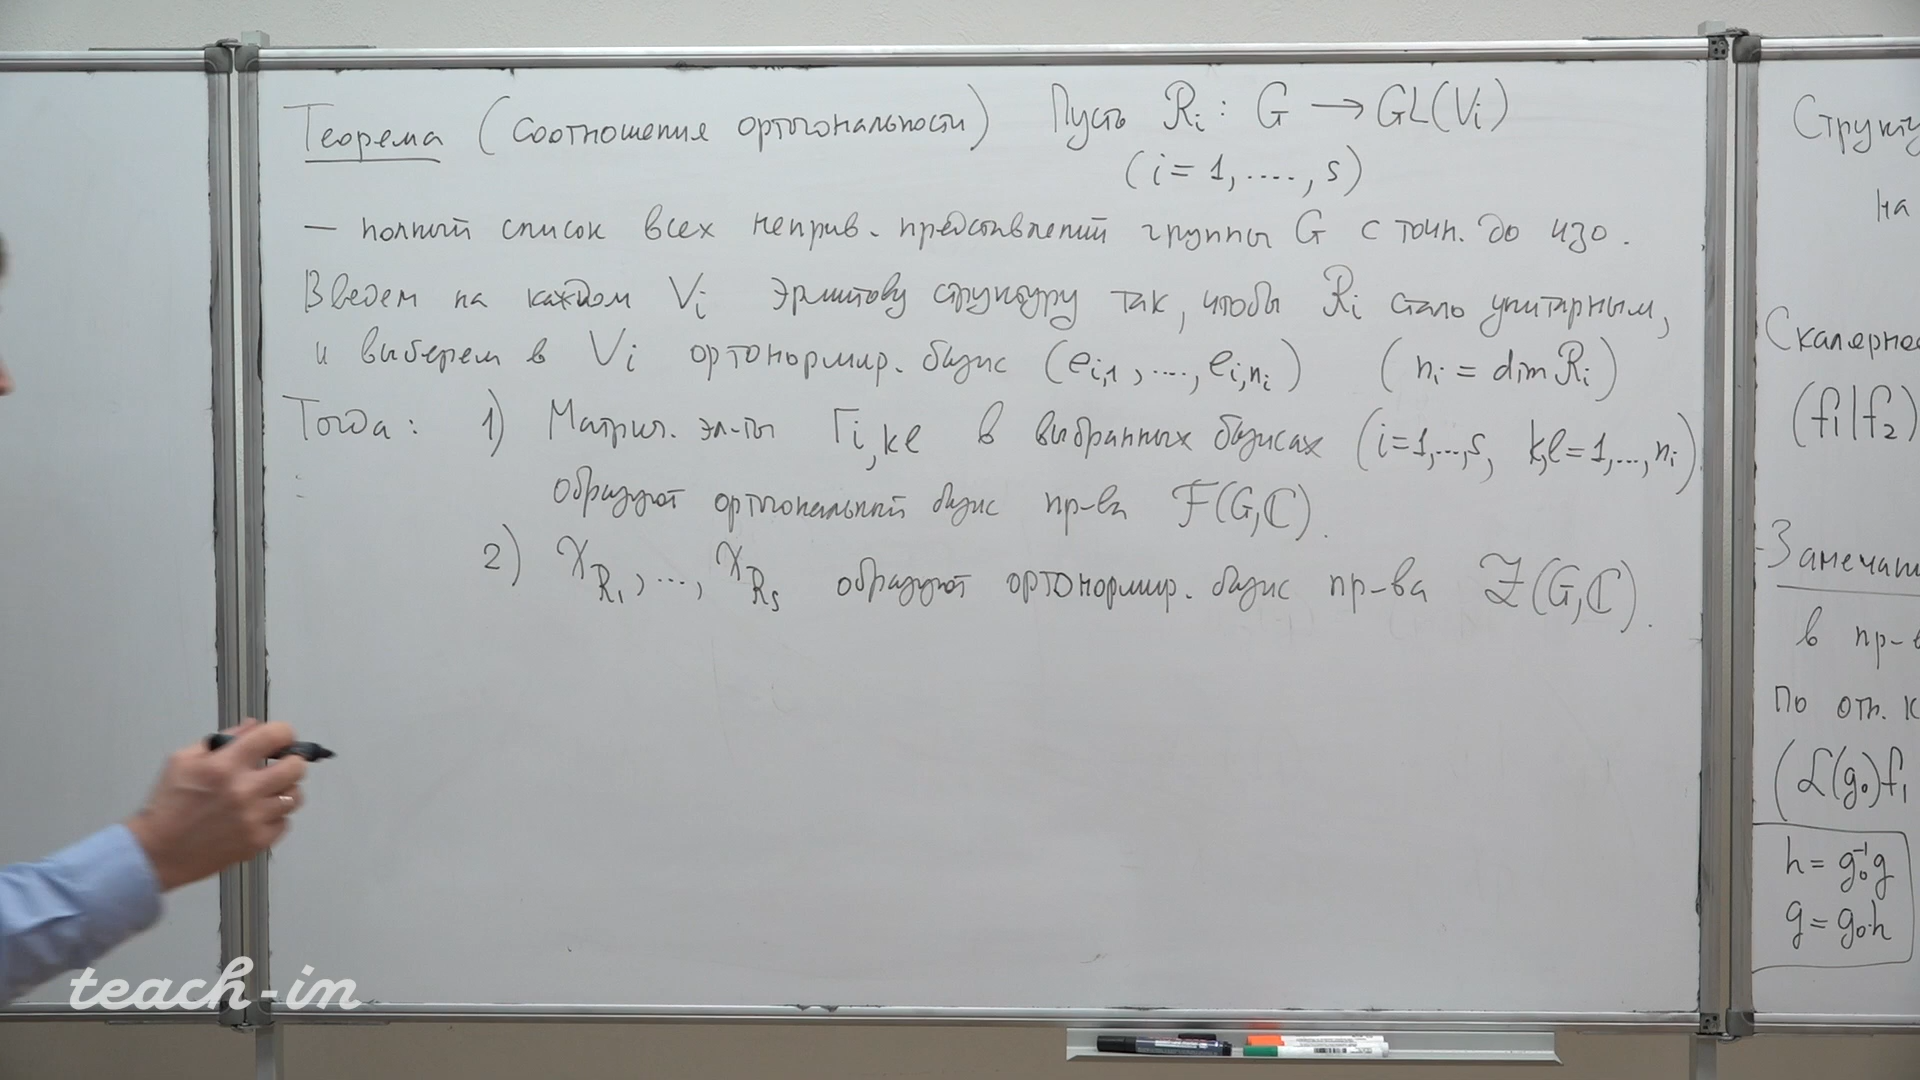 Теорема (Соотношения ортогональности) Пусть R_i : G → GL(V_i)
(i = 1, ...., s)
— полный список всех неприв. представлений группы G с точн. до изо.
Введем на каждом V_i эрмитову структуру так, чтобы R_i стало унитарным,
и выберем в V_i ортонормир. базис (e_{i,1}, ...., e_{i,n_i}) (n_i = dim R_i)
Тогда: 1) Матрич. эл-ты r_{i,kℓ} в выбранных базисах (i=1,...,s, k,ℓ=1,...,n_i)
образуют ортогональный базис пр-ва F(G,ℂ).
2) χ_{R_1}, ..., χ_{R_s} образуют ортонормир. базис пр-ва Z(G,ℂ).
на
(f_1|f_2)
в пр-
по отн. к
(L(g_0)f_1
h = g_0^{-1}g
g = g_0·h
teach-in